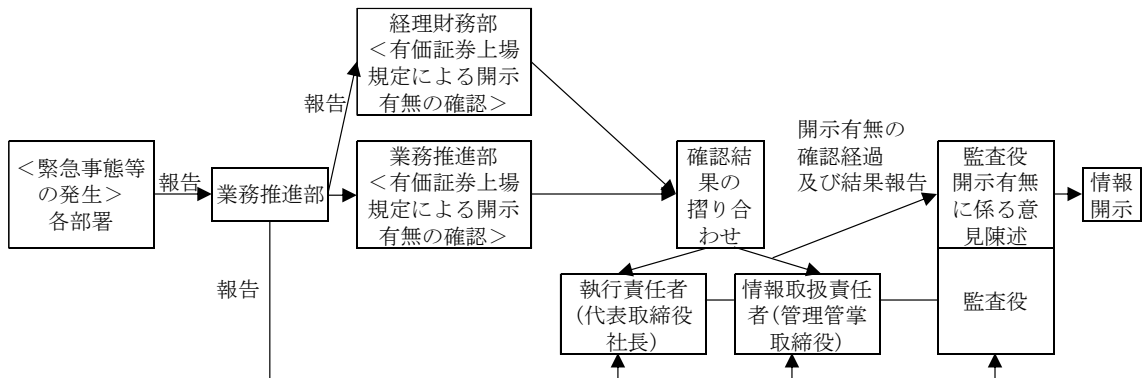 経理財務部
＜有価証券上場
規定による開示
有無の確認＞
報告
＜緊急事態等
の発生＞
各部署
報告
業務推進部
業務推進部
＜有価証券上場
規定による開示
有無の確認＞
確認結
果の
摺り合
わせ
開示有無の
確認経過
及び結果報告
監査役
開示有無
に係る意
見陳述
情報
開示
報告
執行責任者
(代表取締役
社長)
情報取扱責任
者(管理管掌
取締役)
監査役